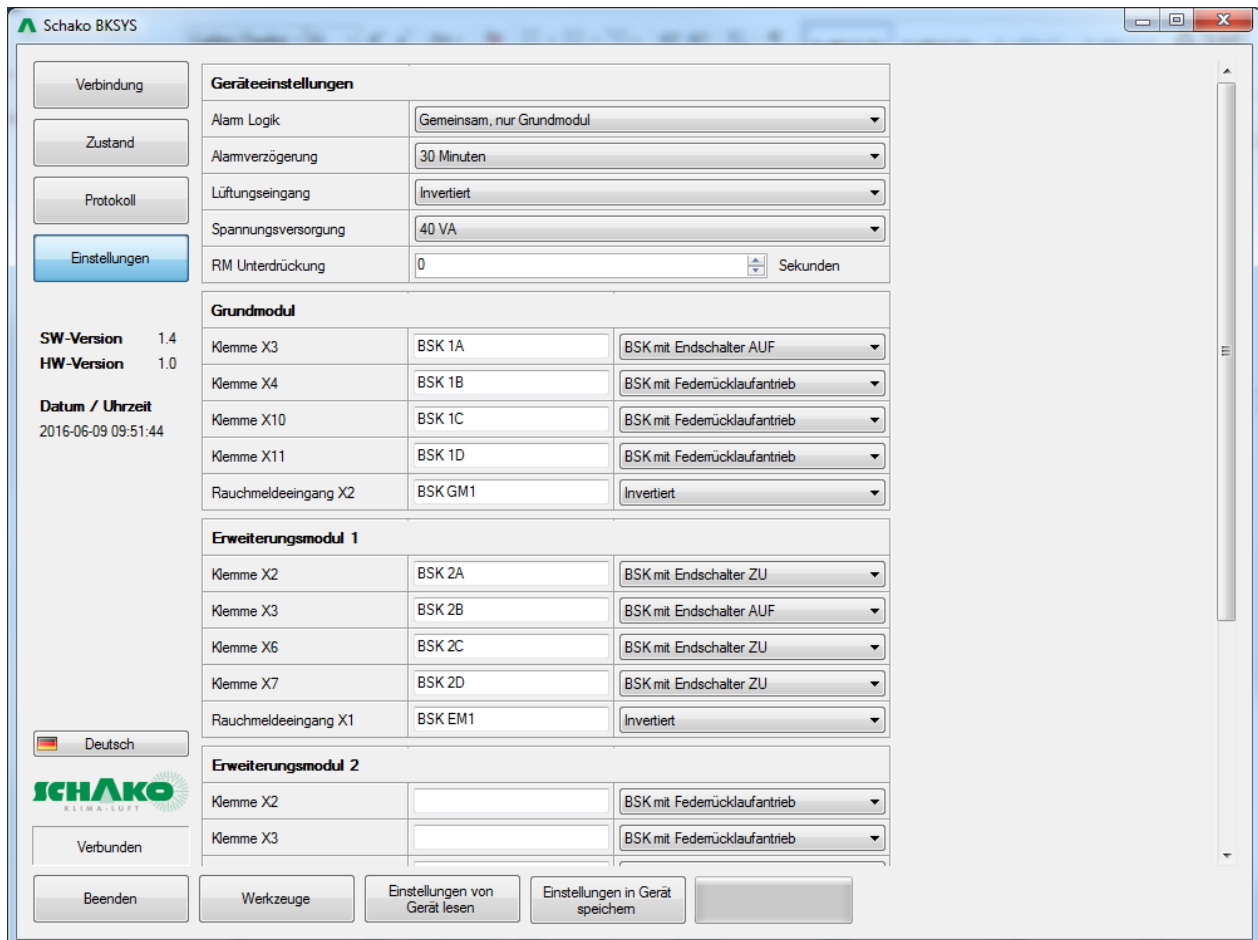 Schako BKSYS
Verbindung
Zustand
Protokoll
Einstellungen
SW-Version 1.4
HW-Version 1.0
Datum / Uhrzeit
2016-06-09 09:51:44
Deutsch
SCHAKO
KLIMA-LUFT
Verbunden
Geräteeinstellungen
Alarm Logik Gemeinsam, nur Grundmodul
Alarmverzögerung 30 Minuten
Lüftungseingang Invertiert
Spannungsversorgung 40 VA
RM Unterdrückung 0 Sekunden
Grundmodul
Klemme X3 BSK 1A BSK mit Endschalter AUF
Klemme X4 BSK 1B BSK mit Federrücklaufantrieb
Klemme X10 BSK 1C BSK mit Federrücklaufantrieb
Klemme X11 BSK 1D BSK mit Federrücklaufantrieb
Rauchmeldeeingang X2 BSK GM1 Invertiert
Erweiterungsmodul 1
Klemme X2 BSK 2A BSK mit Endschalter ZU
Klemme X3 BSK 2B BSK mit Endschalter AUF
Klemme X6 BSK 2C BSK mit Endschalter ZU
Klemme X7 BSK 2D BSK mit Endschalter ZU
Rauchmeldeeingang X1 BSK EM1 Invertiert
Erweiterungsmodul 2
Klemme X2 BSK mit Federrücklaufantrieb
Klemme X3 BSK mit Federrücklaufantrieb
Beenden
Werkzeuge
Einstellungen von
Gerät lesen
Einstellungen in Gerät
speichern